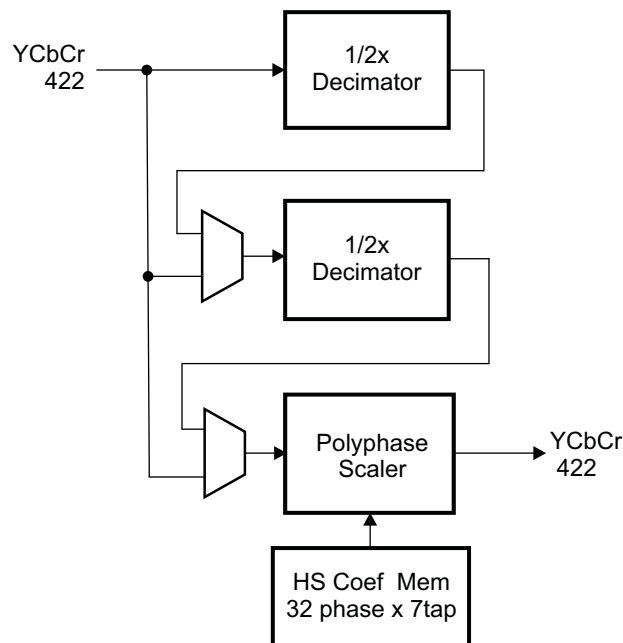 YCbCr
422
1/2x
Decimator
1/2x
Decimator
Polyphase
Scaler
YCbCr
422
HS Coef Mem
32 phase x 7tap